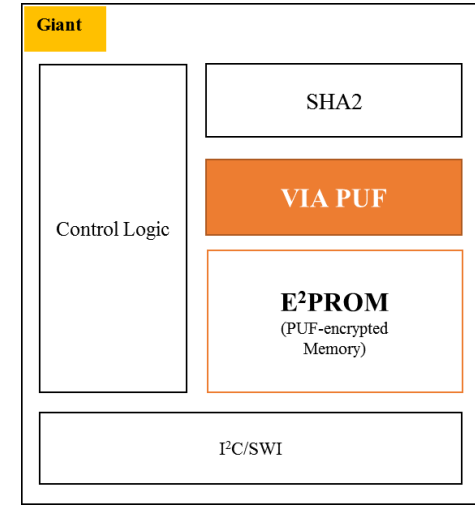 Giant
SHA2
VIA PUF
Control Logic
E²PROM
(PUF-encrypted
Memory)
I²C/SWI